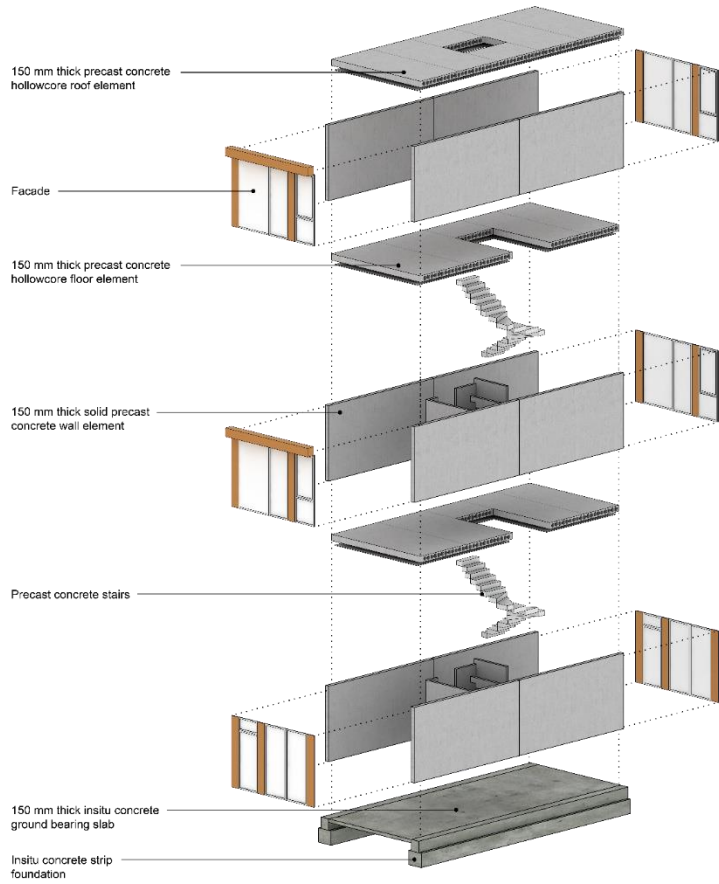 150 mm thick precast concrete
hollowcore roof element
Facade
150 mm thick precast concrete
hollowcore floor element
150 mm thick solid precast
concrete wall element
Precast concrete stairs
150 mm thick insitu concrete
ground bearing slab
Insitu concrete strip
foundation